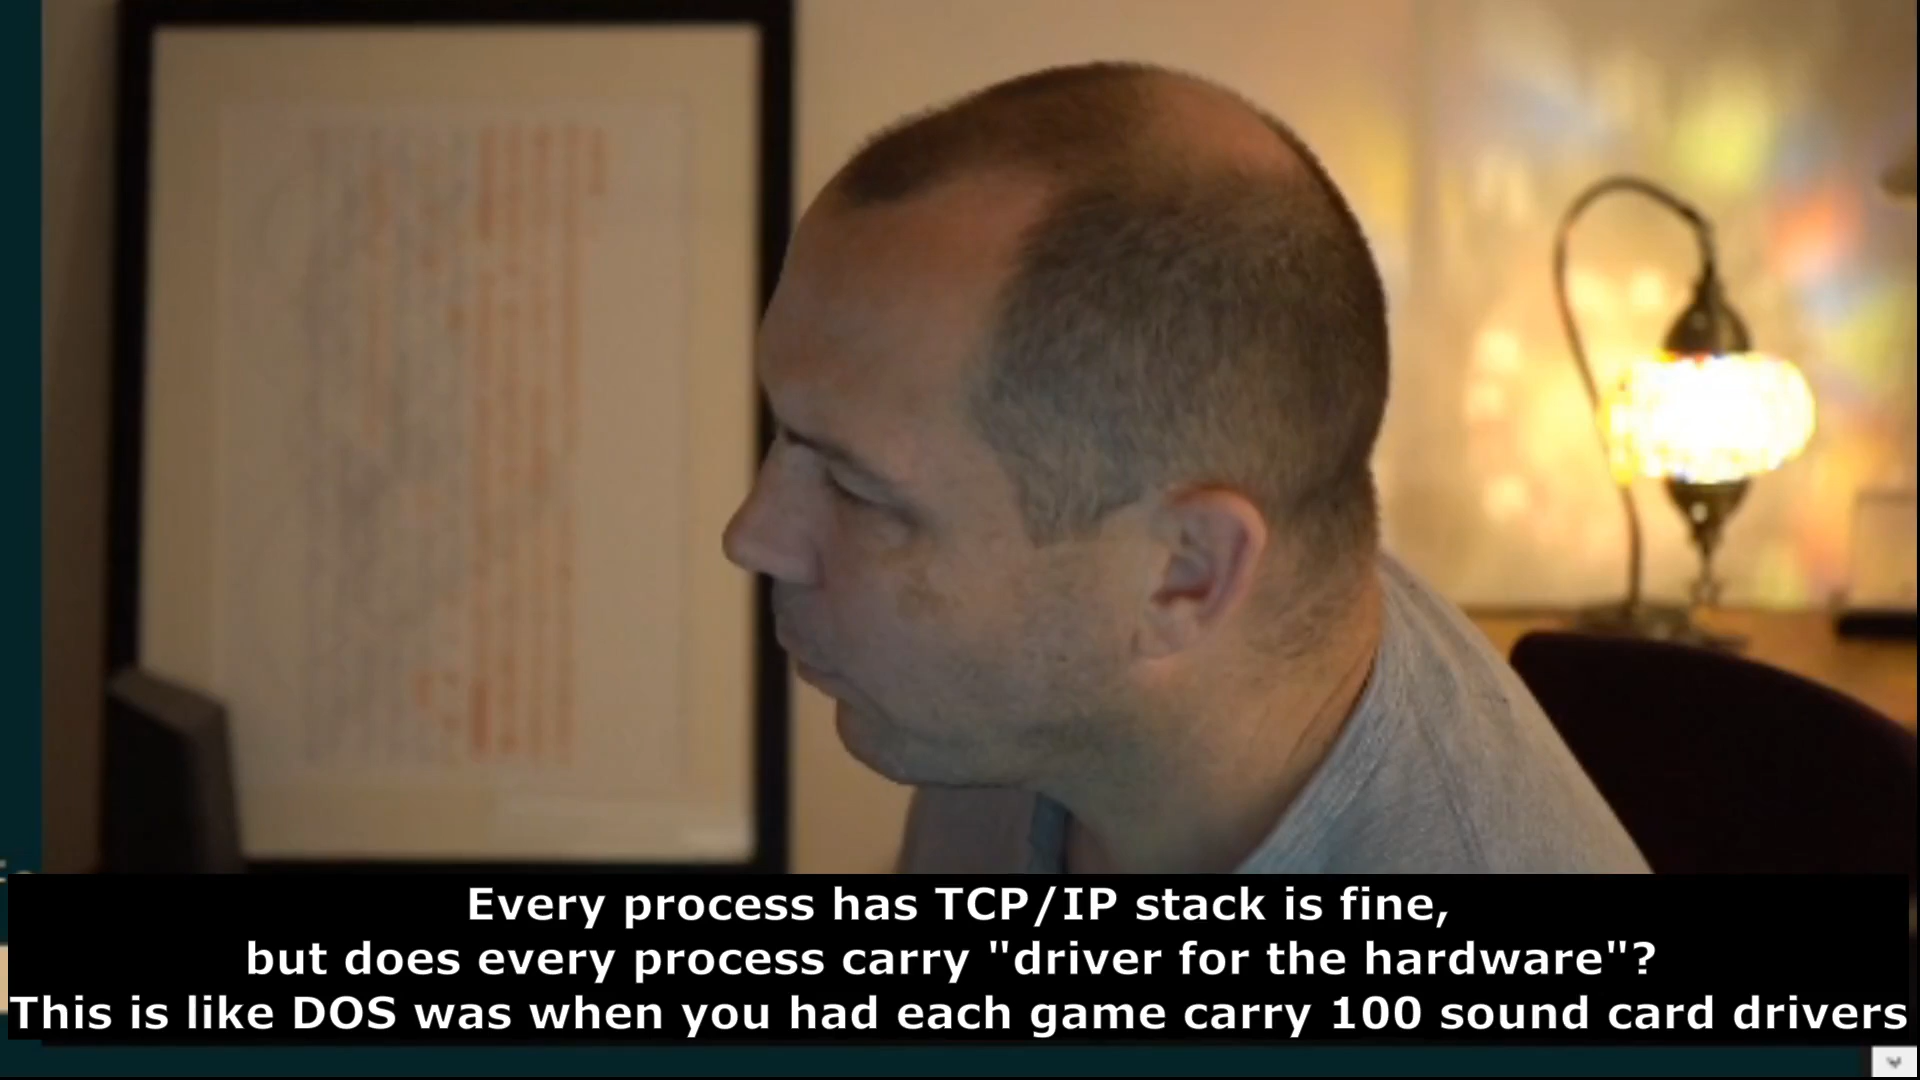 Every process has TCP/IP stack is fine,
but does every process carry "driver for the hardware"?
This is like DOS was when you had each game carry 100 sound card drivers